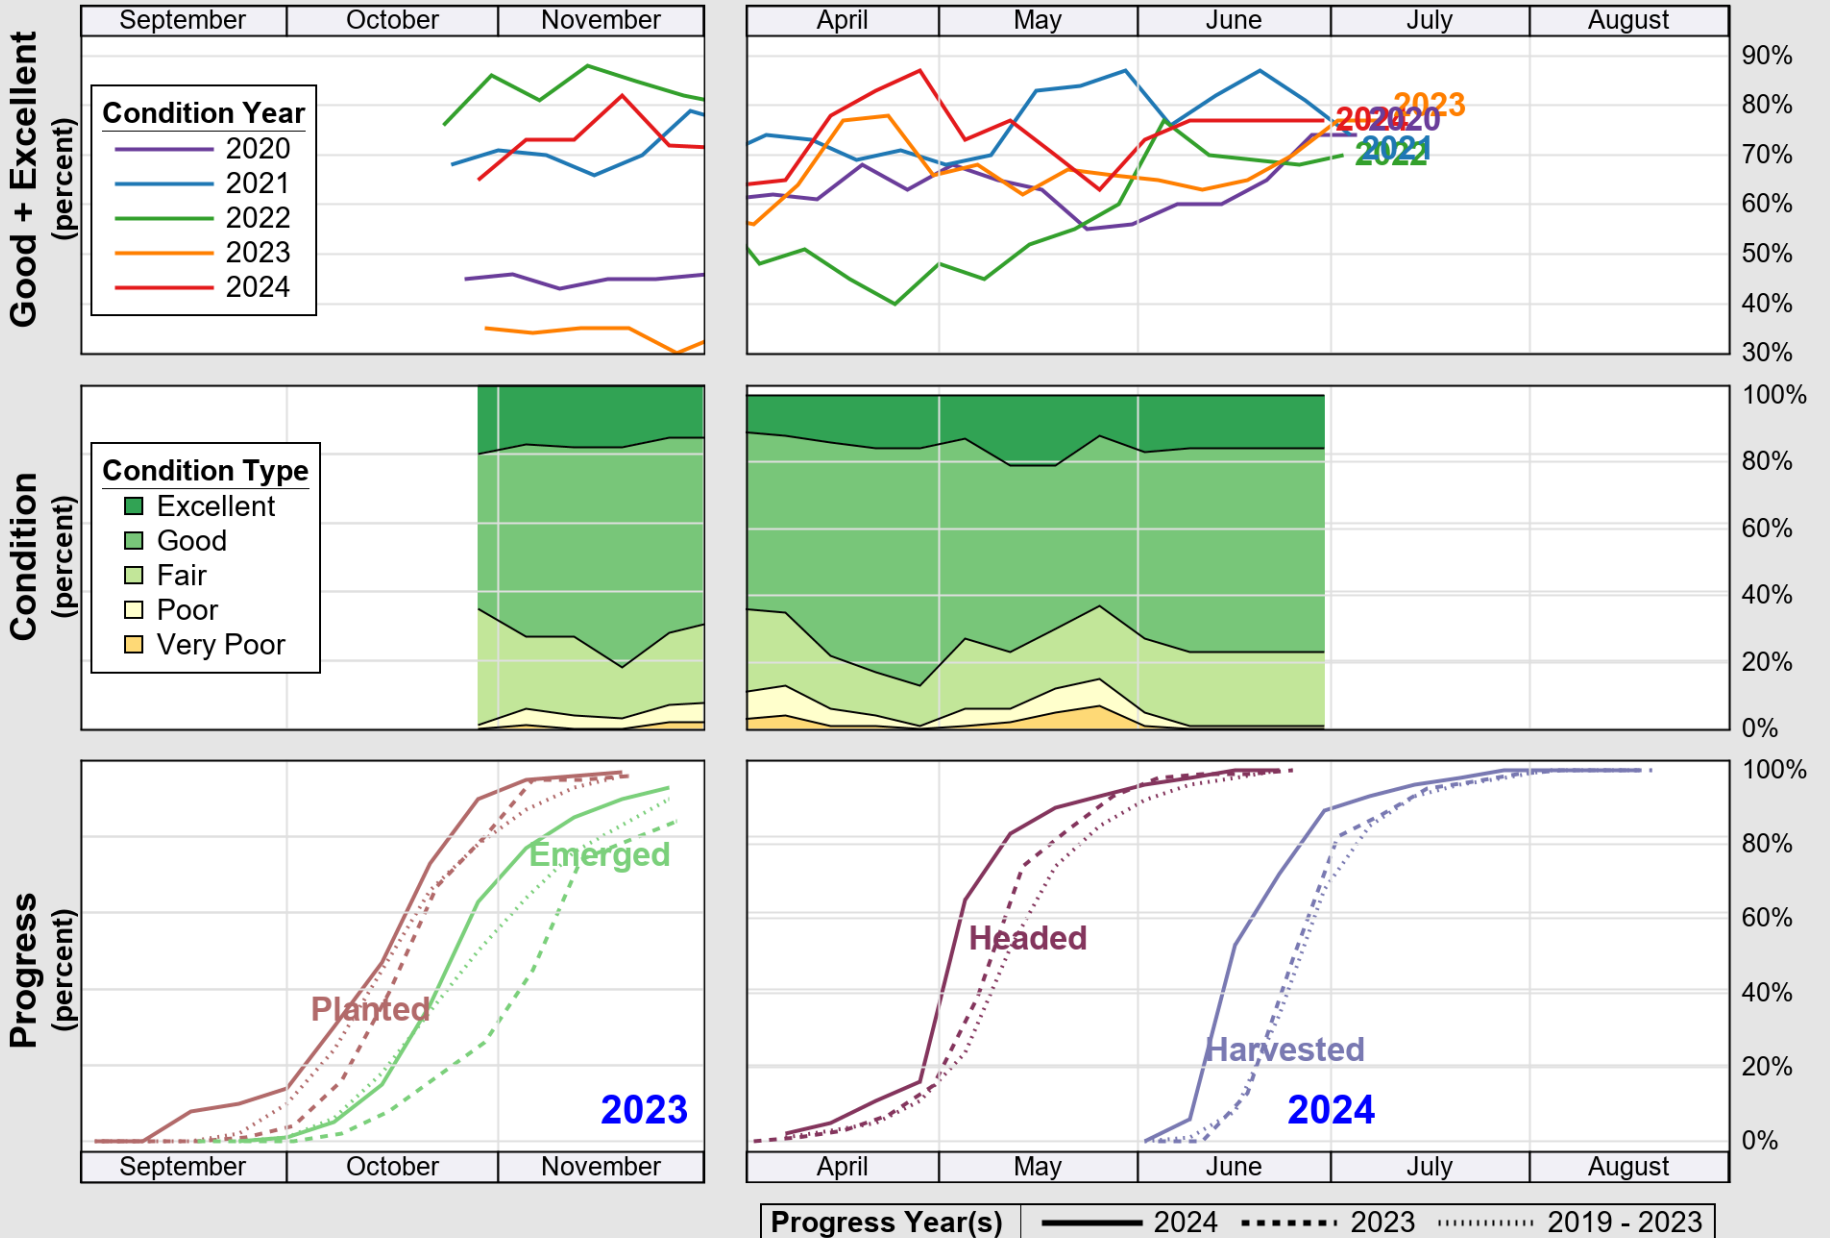 September October November April May June July August
Good + Excellent
(percent)
Condition Year
2020
2021
2022
2023
2024
2023
2024
2020
2021
2022
90%
80%
70%
60%
50%
40%
30%
Condition
(percent)
Condition Type
Excellent
Good
Fair
Poor
Very Poor
100%
80%
60%
40%
20%
0%
Progress
(percent)
Planted
Emerged
2023
Headed
Harvested
2024
100%
80%
60%
40%
20%
0%
September October November April May June July August
Progress Year(s) 2024 2023 2019 - 2023